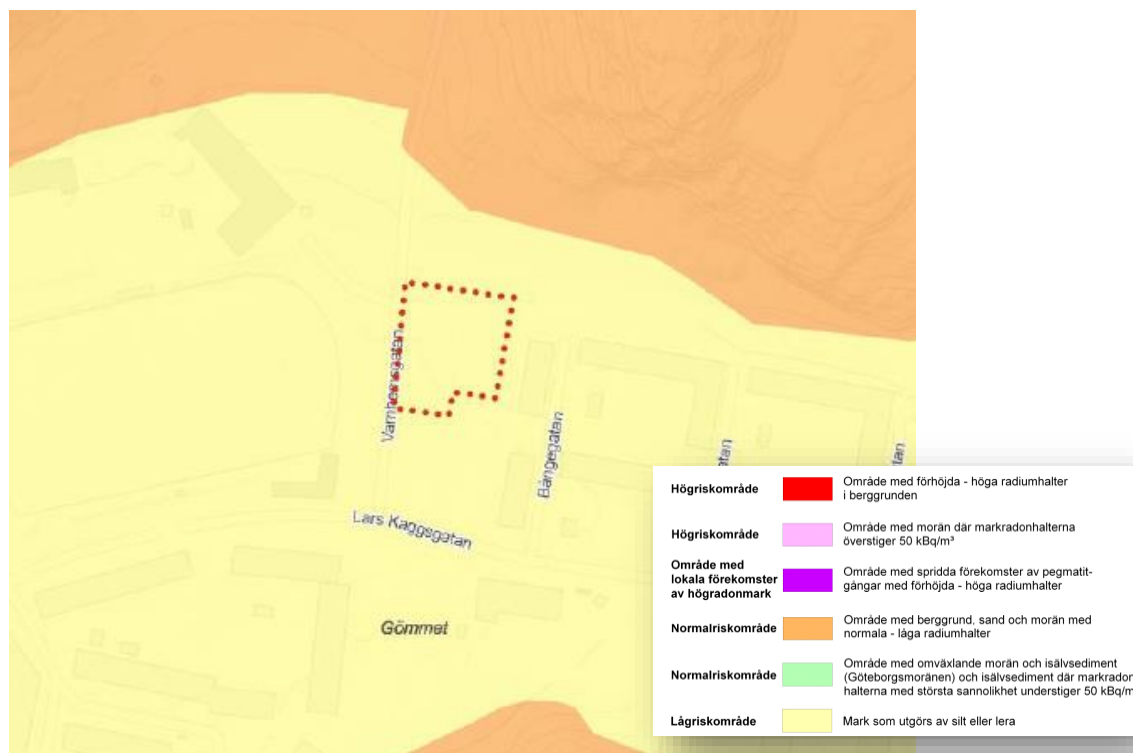 Varnhemsgatan
Bångegatan
atan
tan
Lars Kaggsgatan
Gömmet
Högriskområde
Område med förhöjda - höga radiumhalter
i berggrunden
Högriskområde
Område med morän där markradonhalterna
överstiger 50 kBq/m³
Område med
lokala förekomster
av högradonmark
Område med spridda förekomster av pegmatit-
gångar med förhöjda - höga radiumhalter
Normalriskområde
Område med berggrund, sand och morän med
normala - låga radiumhalter
Normalriskområde
Område med omväxlande morän och isälvsediment
(Göteborgsmoränen) och isälvsediment där markradon
halterna med största sannolikhet understiger 50 kBq/m
Lågriskområde
Mark som utgörs av silt eller lera